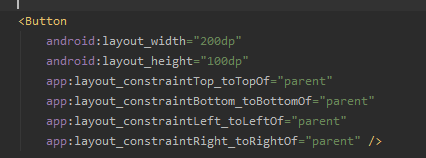 <Button
android:layout_width="200dp"
android:layout_height="100dp"
app:layout_constraintTop_toTopOf="parent"
app:layout_constraintBottom_toBottomOf="parent"
app:layout_constraintLeft_toLeftOf="parent"
app:layout_constraintRight_toRightOf="parent" />